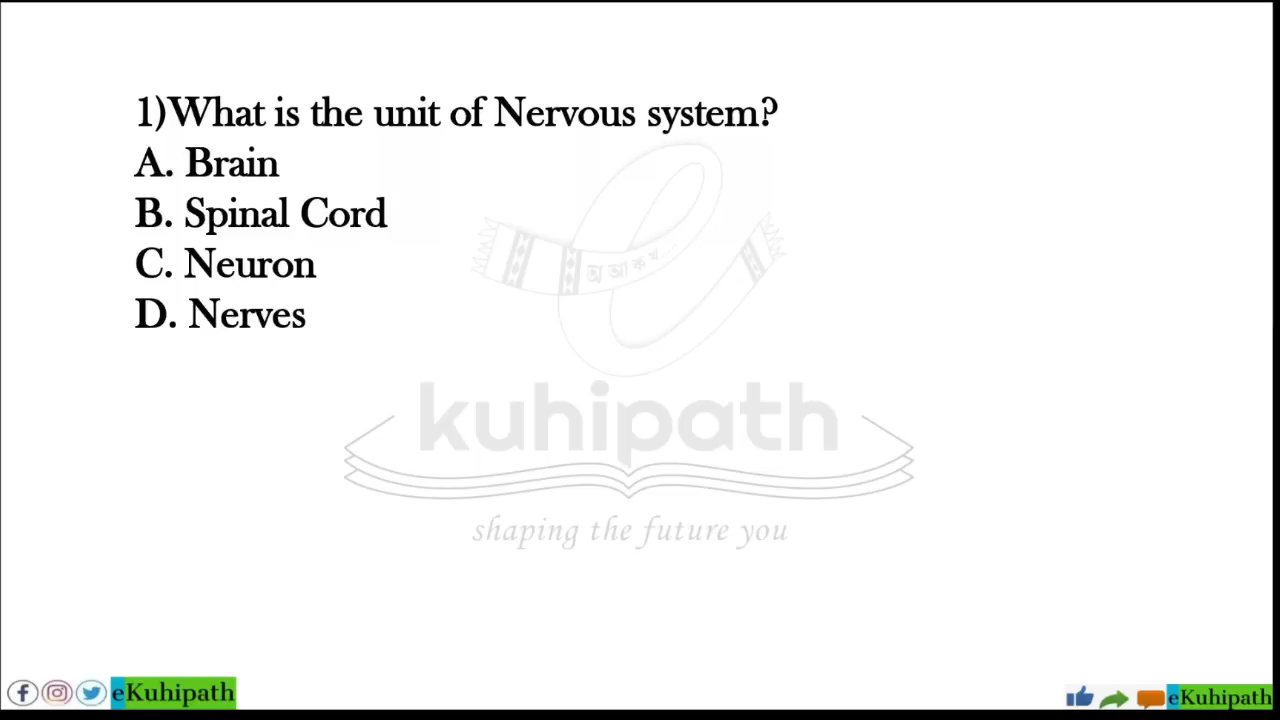 1)What is the unit of Nervous system?
A. Brain
B. Spinal Cord
C. Neuron
D. Nerves
অ আ ক খ
kuhipath
shaping the future you
eKuhipath
eKuhipath